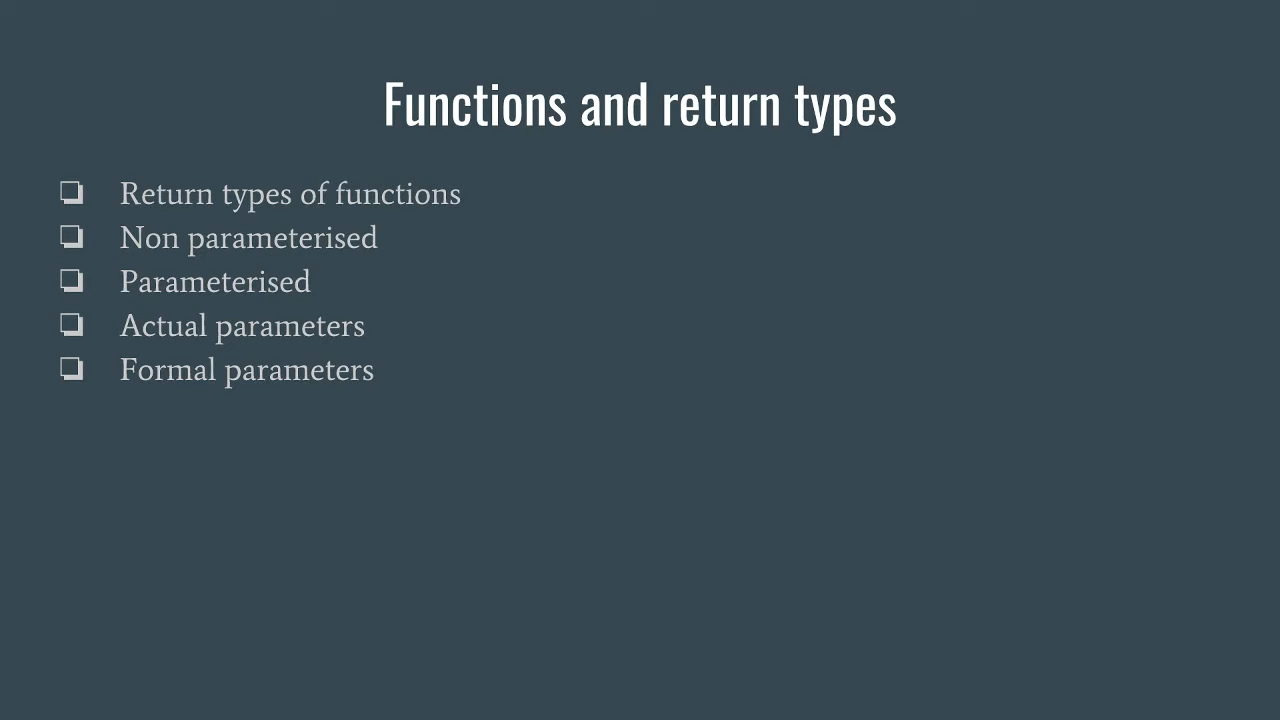 Functions and return types
❏ Return types of functions
❏ Non parameterised
❏ Parameterised
❏ Actual parameters
❏ Formal parameters